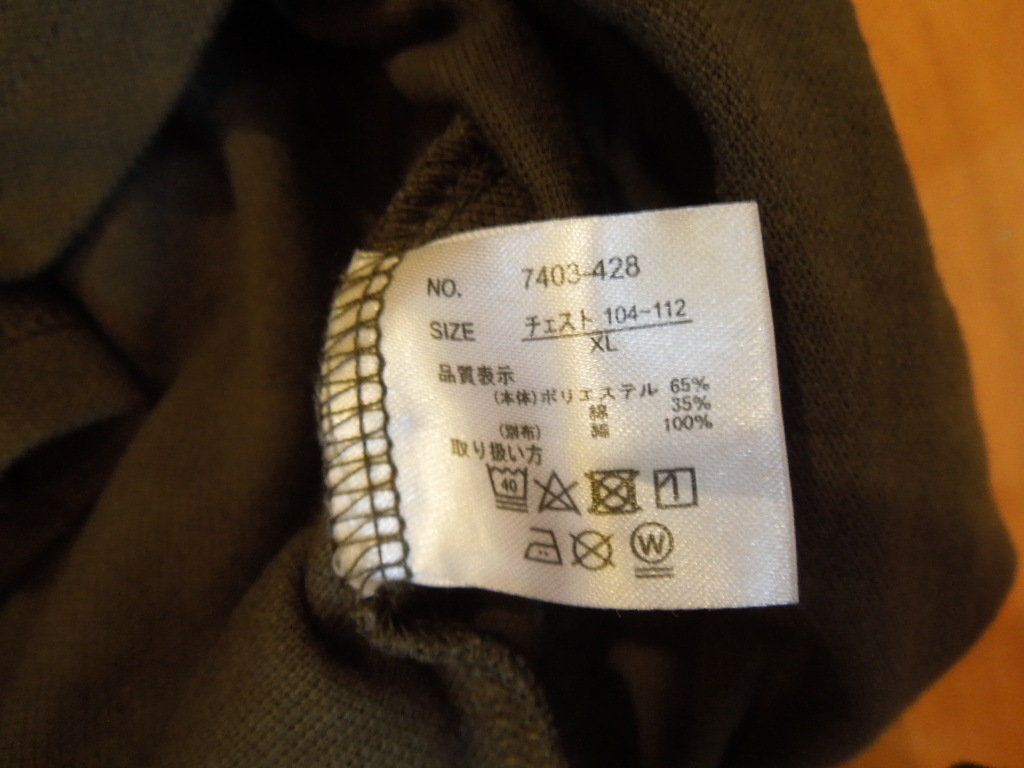 NO. 7403-428
SIZE チェスト 104-112
XL
品質表示
(本体)ポリエステル 65%
綿 35%
(別布) 綿 100%
取り扱い方
40
W